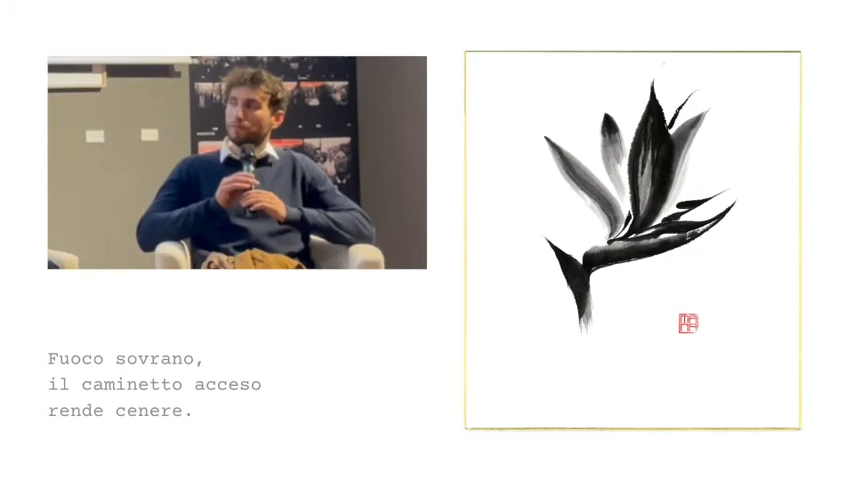 Fuoco sovrano,
il caminetto acceso
rende cenere.